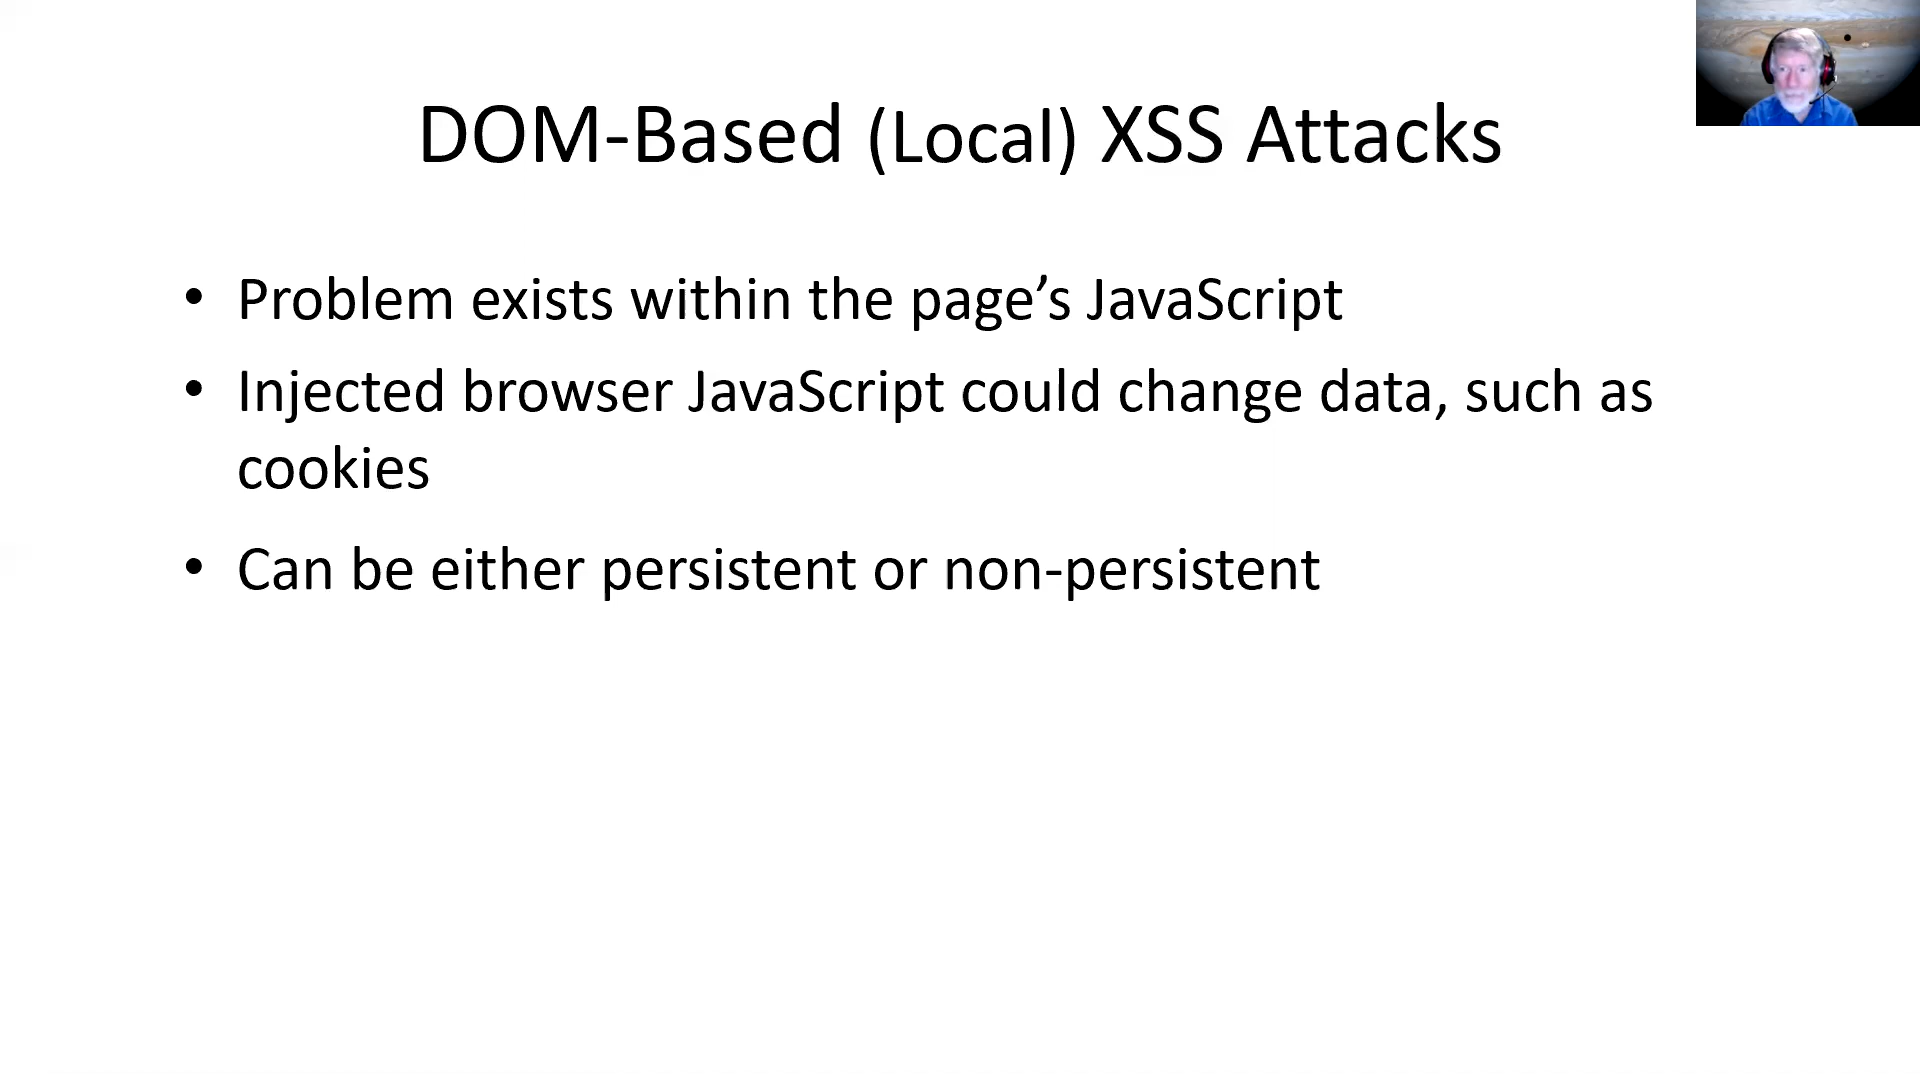 DOM-Based (Local) XSS Attacks
• Problem exists within the page’s JavaScript
• Injected browser JavaScript could change data, such as
cookies
• Can be either persistent or non-persistent